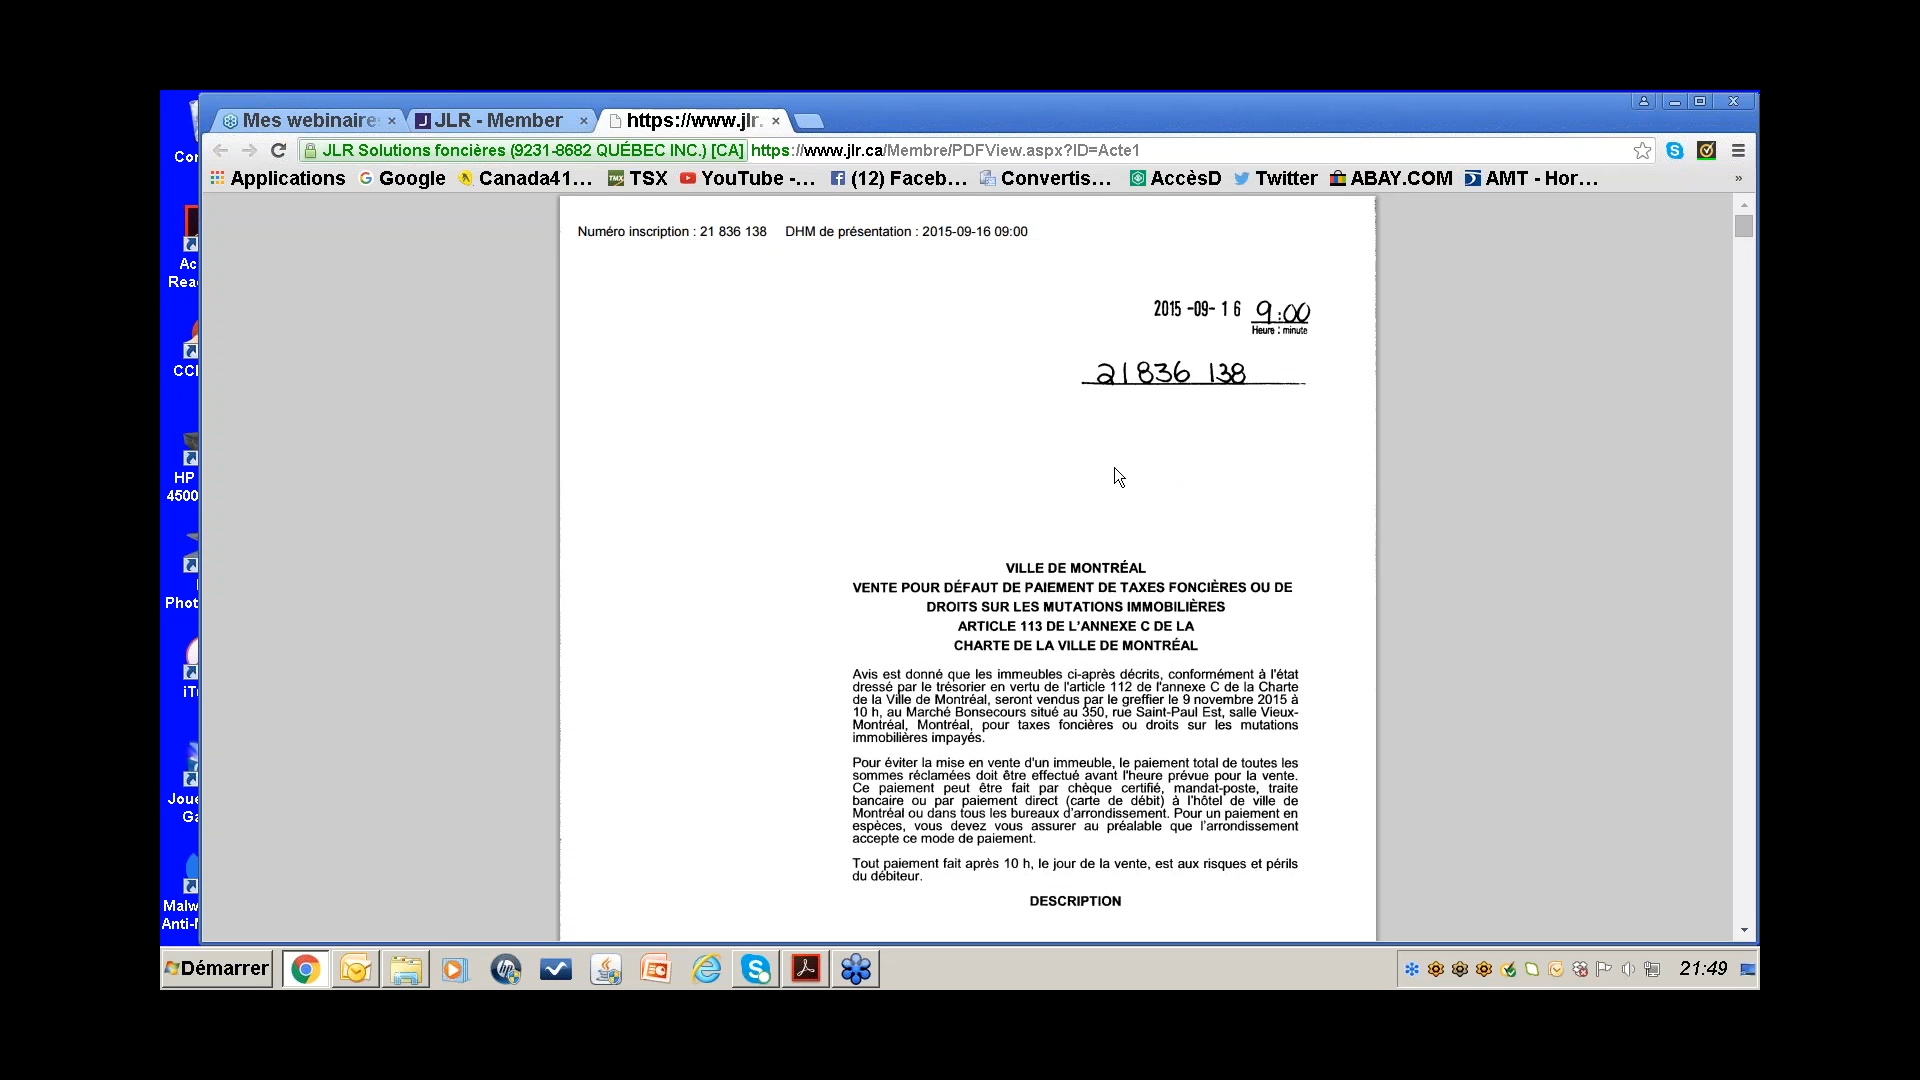 Mes webinaire
JLR - Member
https://www.jlr.
JLR Solutions foncières (9231-8682 QUÉBEC INC.) [CA] https://www.jlr.ca/Membre/PDFView.aspx?ID=Acte1
Applications Google Canada41... TSX YouTube -... (12) Faceb... Convertis... AccèsD Twitter ABAY.COM AMT - Hor... »
Numéro inscription : 21 836 138 DHM de présentation : 2015-09-16 09:00
2015 -09- 16 9:00
Heure : minute
21836 138
VILLE DE MONTRÉAL
VENTE POUR DÉFAUT DE PAIEMENT DE TAXES FONCIÈRES OU DE
DROITS SUR LES MUTATIONS IMMOBILIÈRES
ARTICLE 113 DE L'ANNEXE C DE LA
CHARTE DE LA VILLE DE MONTRÉAL
Avis est donné que les immeubles ci-après décrits, conformément à l'état
dressé par le trésorier en vertu de l'article 112 de l'annexe C de la Charte
de la Ville de Montréal, seront vendus par le greffier le 9 novembre 2015 à
10 h, au Marché Bonsecours situé au 350, rue Saint-Paul Est, salle Vieux-
Montréal, Montréal, pour taxes foncières ou droits sur les mutations
immobilières impayés.
Pour éviter la mise en vente d'un immeuble, le paiement total de toutes les
sommes réclamées doit être effectué avant l'heure prévue pour la vente.
Ce paiement peut être fait par chèque certifié, mandat-poste, traite
bancaire ou par paiement direct (carte de débit) à l'hôtel de ville de
Montréal ou dans tous les bureaux d'arrondissement. Pour un paiement en
espèces, vous devez vous assurer au préalable que l'arrondissement
accepte ce mode de paiement.
Tout paiement fait après 10 h, le jour de la vente, est aux risques et périls
du débiteur.
DESCRIPTION
Cor
Ac
Rea
CCl
HP
4500
Phot
iT
Joue
Ga
Malw
Anti-
Démarrer
21:49